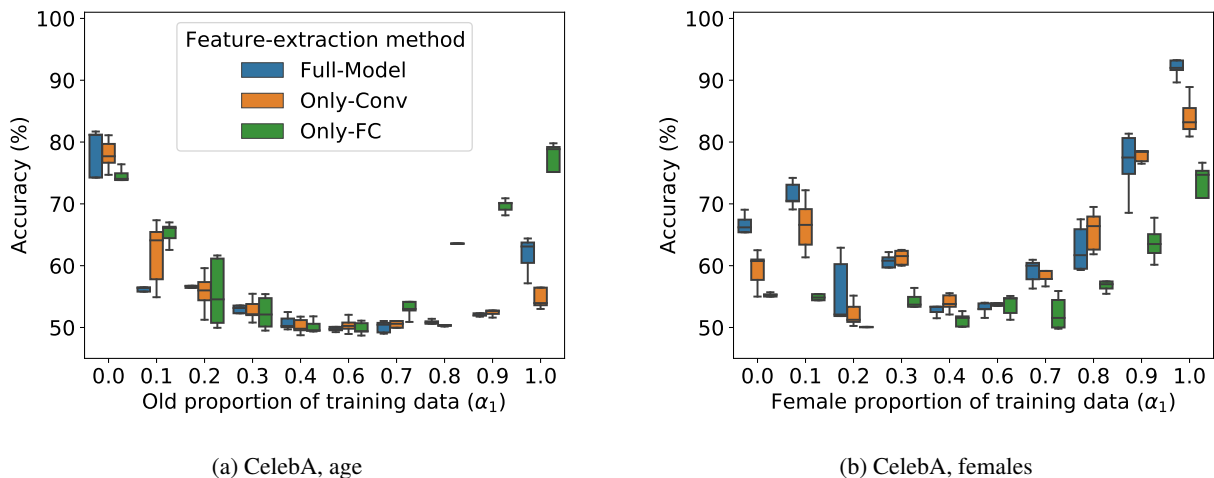 Accuracy (%)
100
90
80
70
60
50
Feature-extraction method
Full-Model
Only-Conv
Only-FC
0.0 0.1 0.2 0.3 0.4 0.6 0.7 0.8 0.9 1.0
Old proportion of training data (α₁)
(a) CelebA, age
Accuracy (%)
100
90
80
70
60
50
0.0 0.1 0.2 0.3 0.4 0.6 0.7 0.8 0.9 1.0
Female proportion of training data (α₁)
(b) CelebA, females